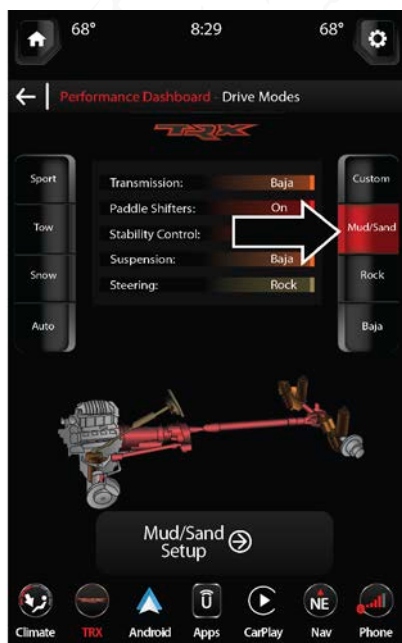 68° 8:29 68°
Performance Dashboard - Drive Modes
TRX
Sport
Tow
Snow
Auto
Transmission: Baja
Paddle Shifters: On
Stability Control:
Suspension: Baja
Steering: Rock
Custom
Mud/Sand
Rock
Baja
Mud/Sand
Setup
NE
Climate TRX Android Apps CarPlay Nav Phone